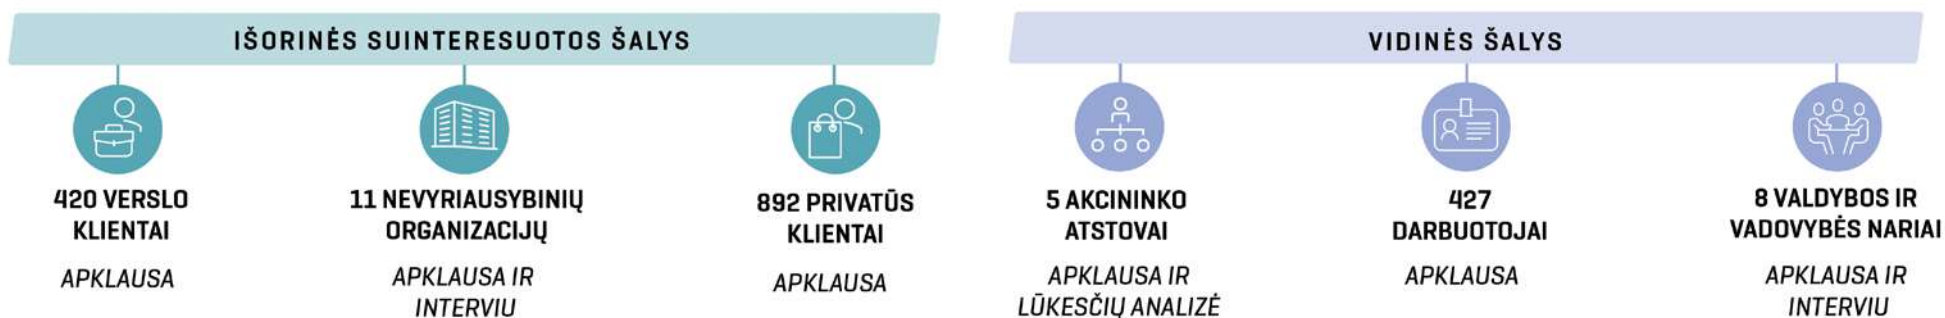 IŠORINĖS SUINTERESUOTOS ŠALYS
420 VERSLO
KLIENTAI
APKLAUSA
11 NEVYRIAUSYBINIŲ
ORGANIZACIJŲ
APKLAUSA IR
INTERVIU
892 PRIVATŪS
KLIENTAI
APKLAUSA
VIDINĖS ŠALYS
5 AKCININKO
ATSTOVAI
APKLAUSA IR
LŪKESČIŲ ANALIZĖ
427
DARBUOTOJAI
APKLAUSA
8 VALDYBOS IR
VADOVYBĖS NARIAI
APKLAUSA IR
INTERVIU